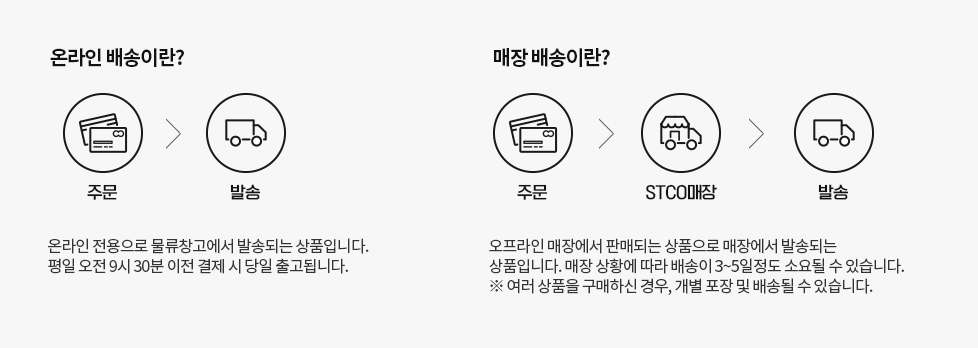 온라인 배송이란?
주문
발송
온라인 전용으로 물류창고에서 발송되는 상품입니다.
평일 오전 9시 30분 이전 결제 시 당일 출고됩니다.
매장 배송이란?
주문
STCO매장
발송
오프라인 매장에서 판매되는 상품으로 매장에서 발송되는
상품입니다. 매장 상황에 따라 배송이 3~5일정도 소요될 수 있습니다.
※ 여러 상품을 구매하신 경우, 개별 포장 및 배송될 수 있습니다.